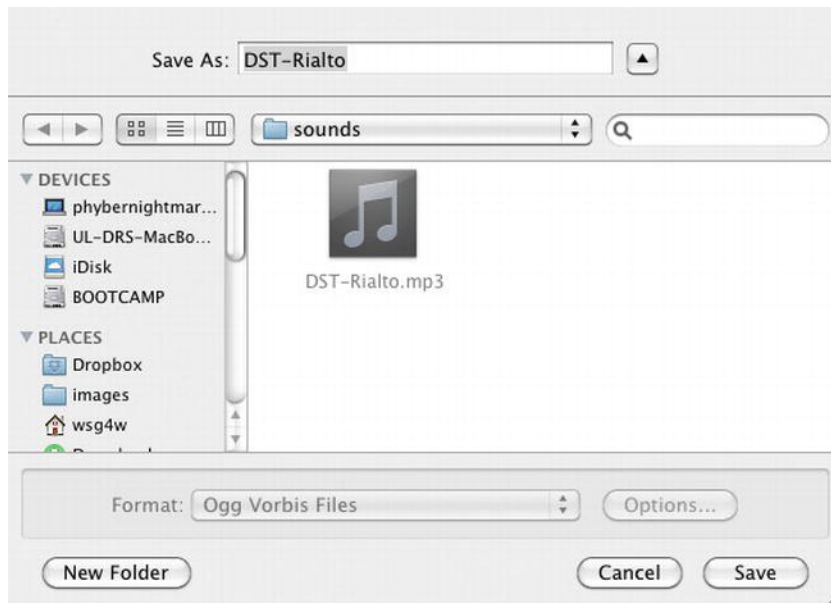 Save As: DST-Rialto
sounds
DEVICES
phybernightmar...
UL-DRS-MacBo...
iDisk
BOOTCAMP
DST-Rialto.mp3
PLACES
Dropbox
images
wsg4w
Format: Ogg Vorbis Files Options...
New Folder Cancel Save